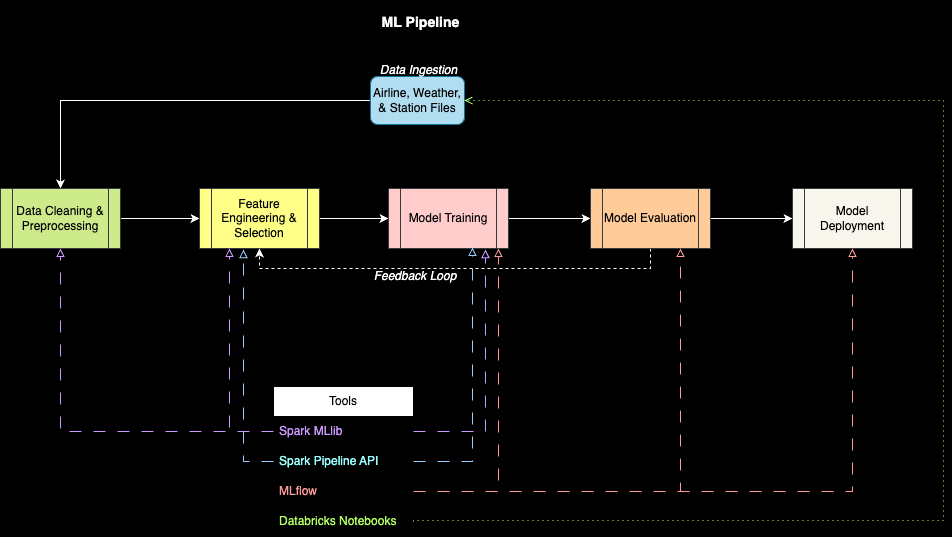 ML Pipeline
Data Ingestion
Airline, Weather,
& Station Files
Data Cleaning &
Preprocessing
Feature
Engineering &
Selection
Model Training
Model Evaluation
Model
Deployment
Feedback Loop
Tools
Spark MLlib
Spark Pipeline API
MLflow
Databricks Notebooks